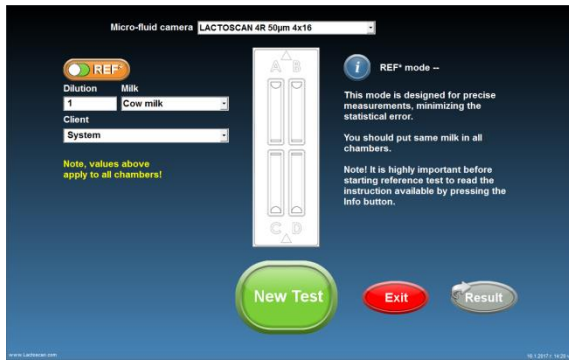 Micro-fluid camera LACTOSCAN 4R 50µm 4x16
REF*
Dilution Milk
1 Cow milk
Client
System
Note, values above
apply to all chambers!
A B
C D
i REF* mode --
This mode is designed for precise
measurements, minimizing the
statistical error.
You should put same milk in all
chambers.
Note! It is highly important before
starting reference test to read the
instruction available by pressing the
Info button.
New Test
Exit
Result
www.Lactoscan.com